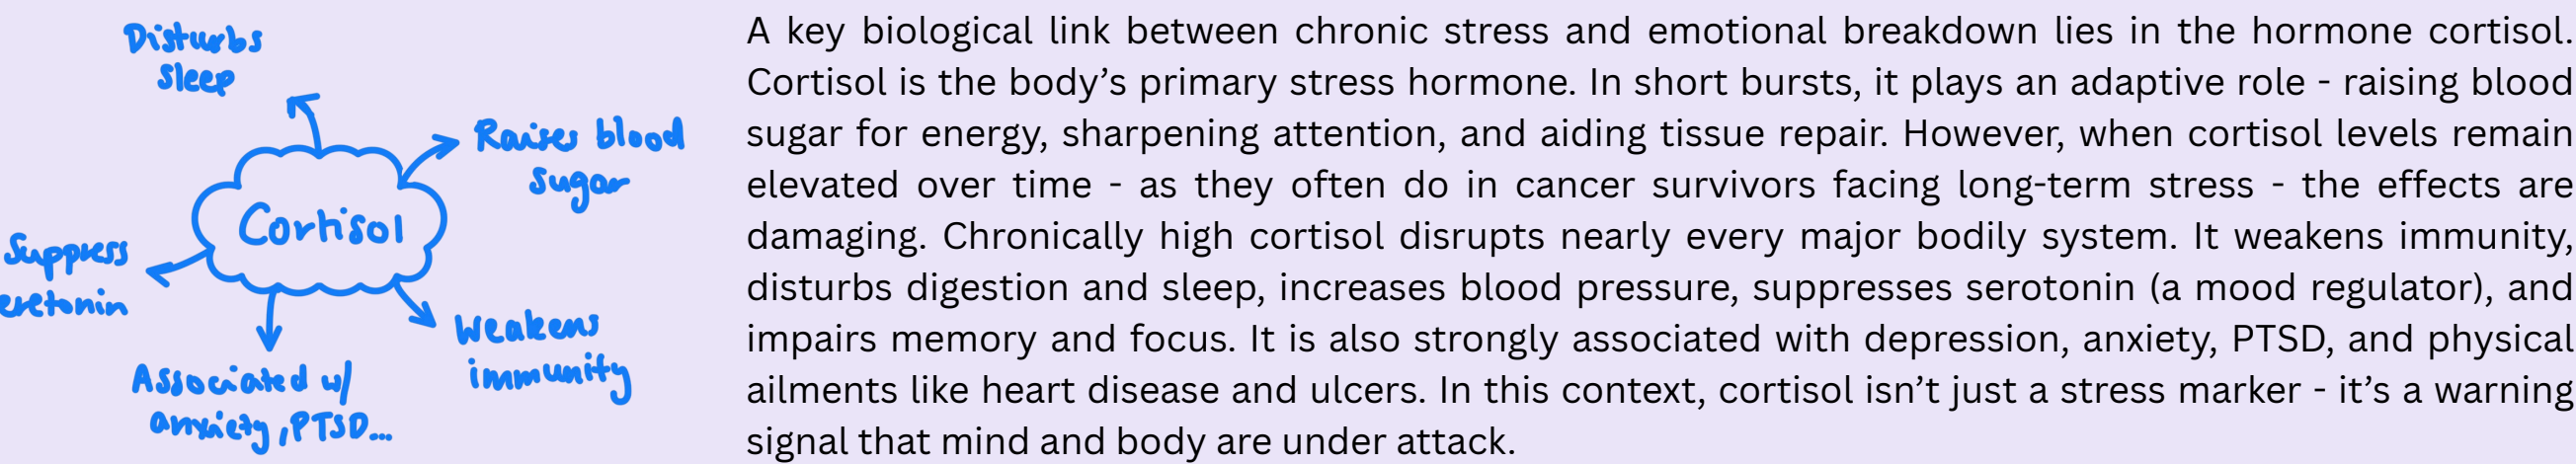 Disturbs
sleep
Raises blood
sugar
Cortisol
Suppress
eretonin
Weakens
immunity
Associated w/
anxiety, PTSD...
A key biological link between chronic stress and emotional breakdown lies in the hormone cortisol.
Cortisol is the body’s primary stress hormone. In short bursts, it plays an adaptive role - raising blood
sugar for energy, sharpening attention, and aiding tissue repair. However, when cortisol levels remain
elevated over time - as they often do in cancer survivors facing long-term stress - the effects are
damaging. Chronically high cortisol disrupts nearly every major bodily system. It weakens immunity,
disturbs digestion and sleep, increases blood pressure, suppresses serotonin (a mood regulator), and
impairs memory and focus. It is also strongly associated with depression, anxiety, PTSD, and physical
ailments like heart disease and ulcers. In this context, cortisol isn’t just a stress marker - it’s a warning
signal that mind and body are under attack.